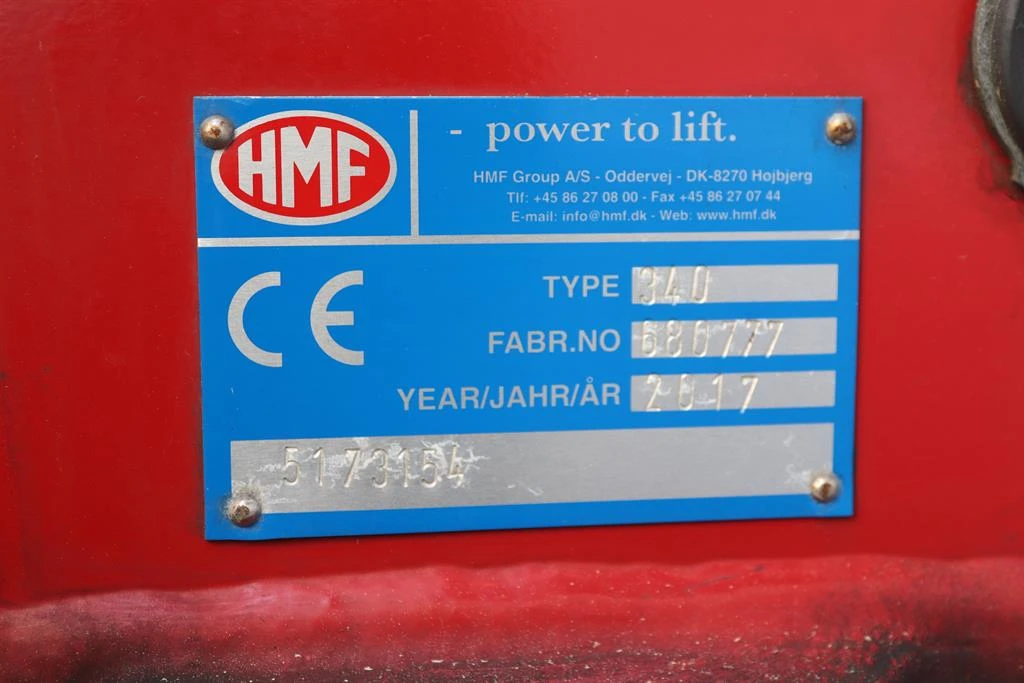 HMF
- power to lift.
HMF Group A/S - Oddervej - DK-8270 Højbjerg
Tlf: +45 86 27 08 00 - Fax +45 86 27 07 44
E-mail: info@hmf.dk - Web: www.hmf.dk
CE
TYPE 340
FABR.NO 680777
YEAR/JAHR/ÅR 2017
5173154